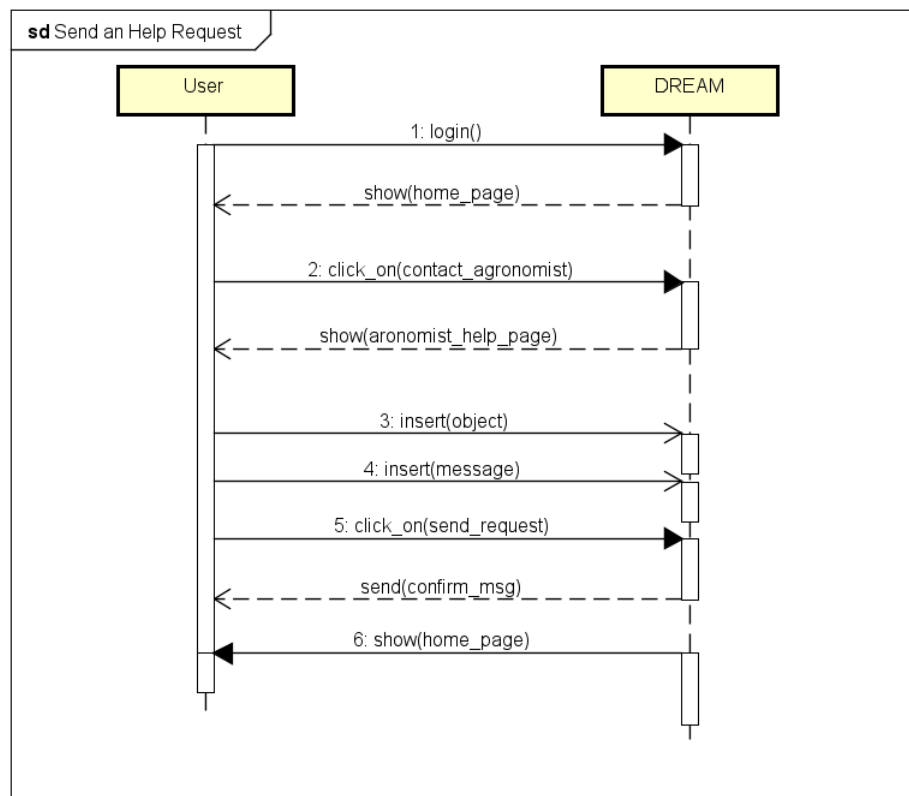 sd Send an Help Request
User
DREAM
1: login()
show(home_page)
2: click_on(contact_agronomist)
show(aronomist_help_page)
3: insert(object)
4: insert(message)
5: click_on(send_request)
send(confirm_msg)
6: show(home_page)